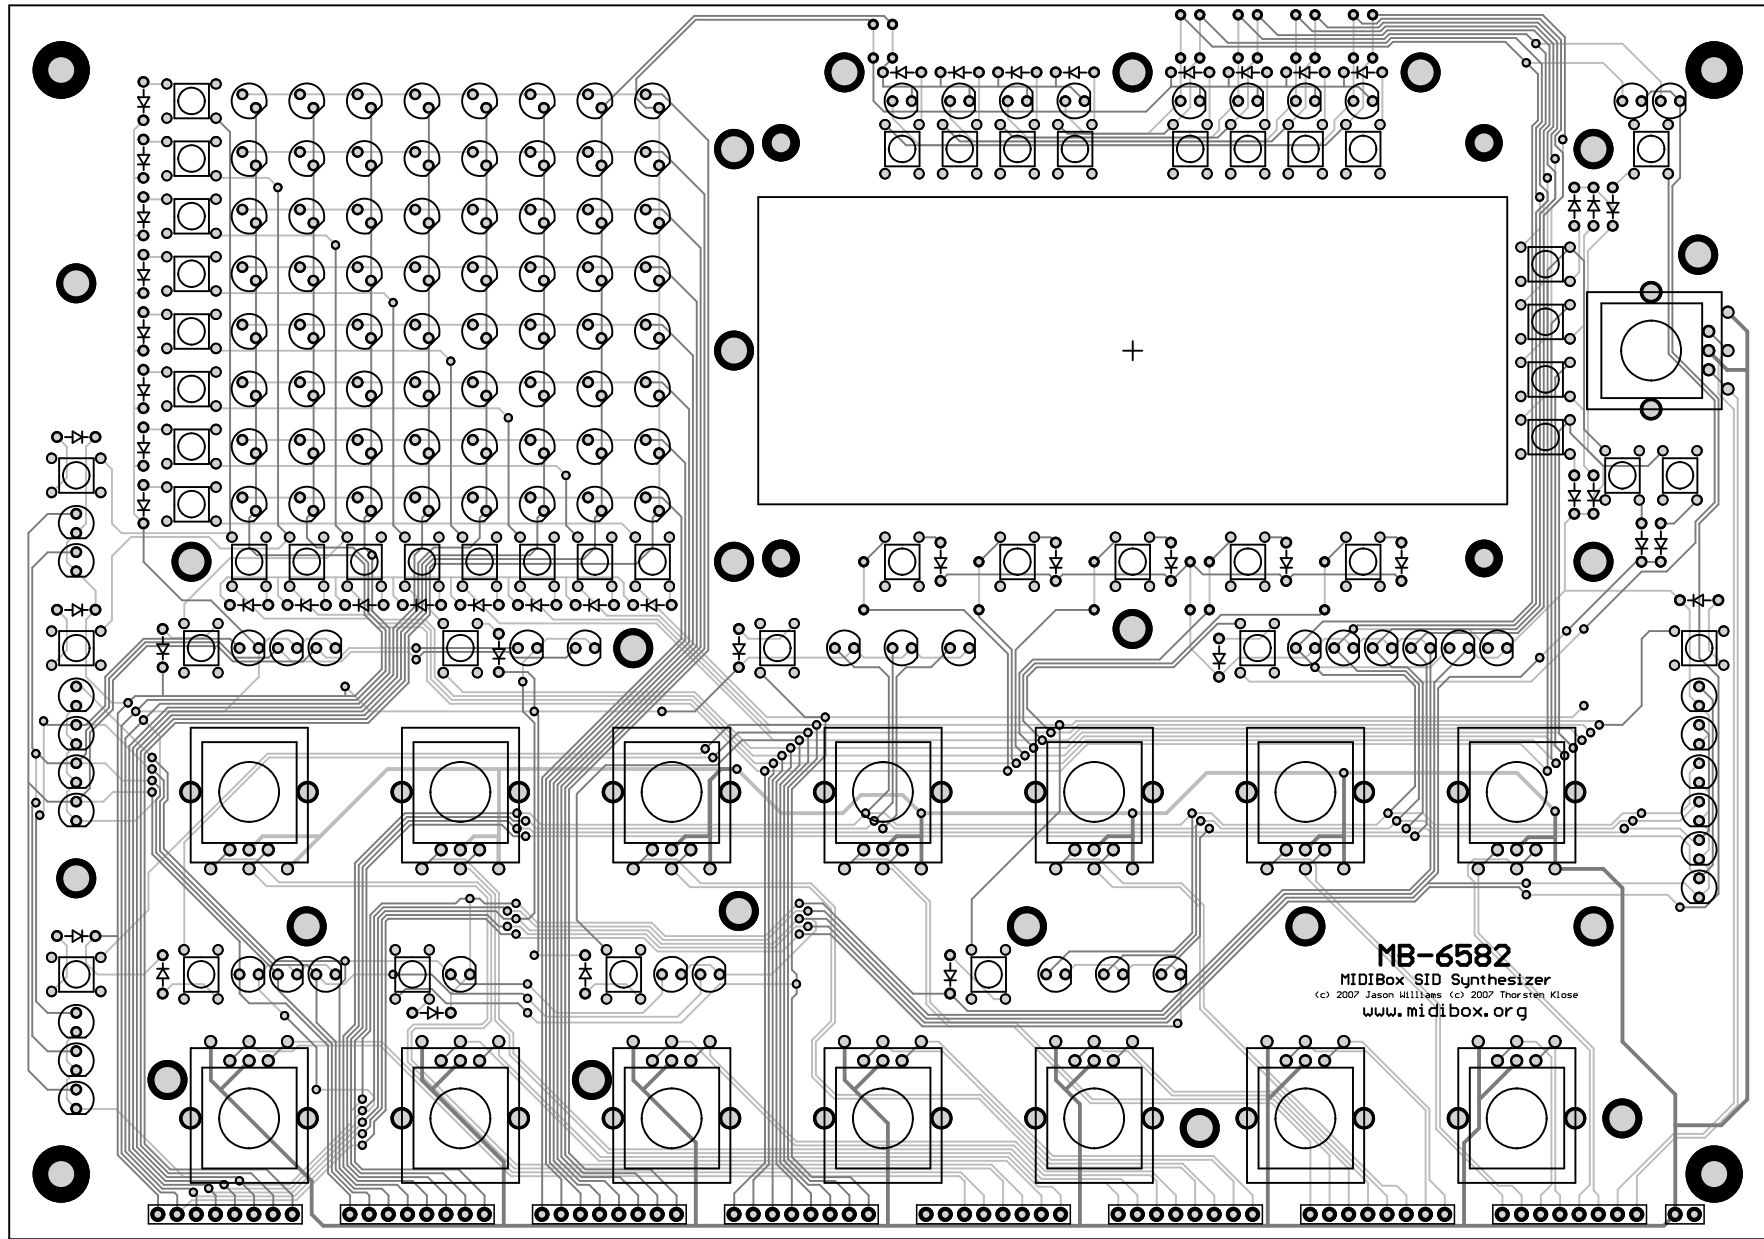 MB-6582
MIDIBox SID Synthesizer
(c) 2007 Jason Williams (c) 2007 Thorsten Klose
www.midibox.org